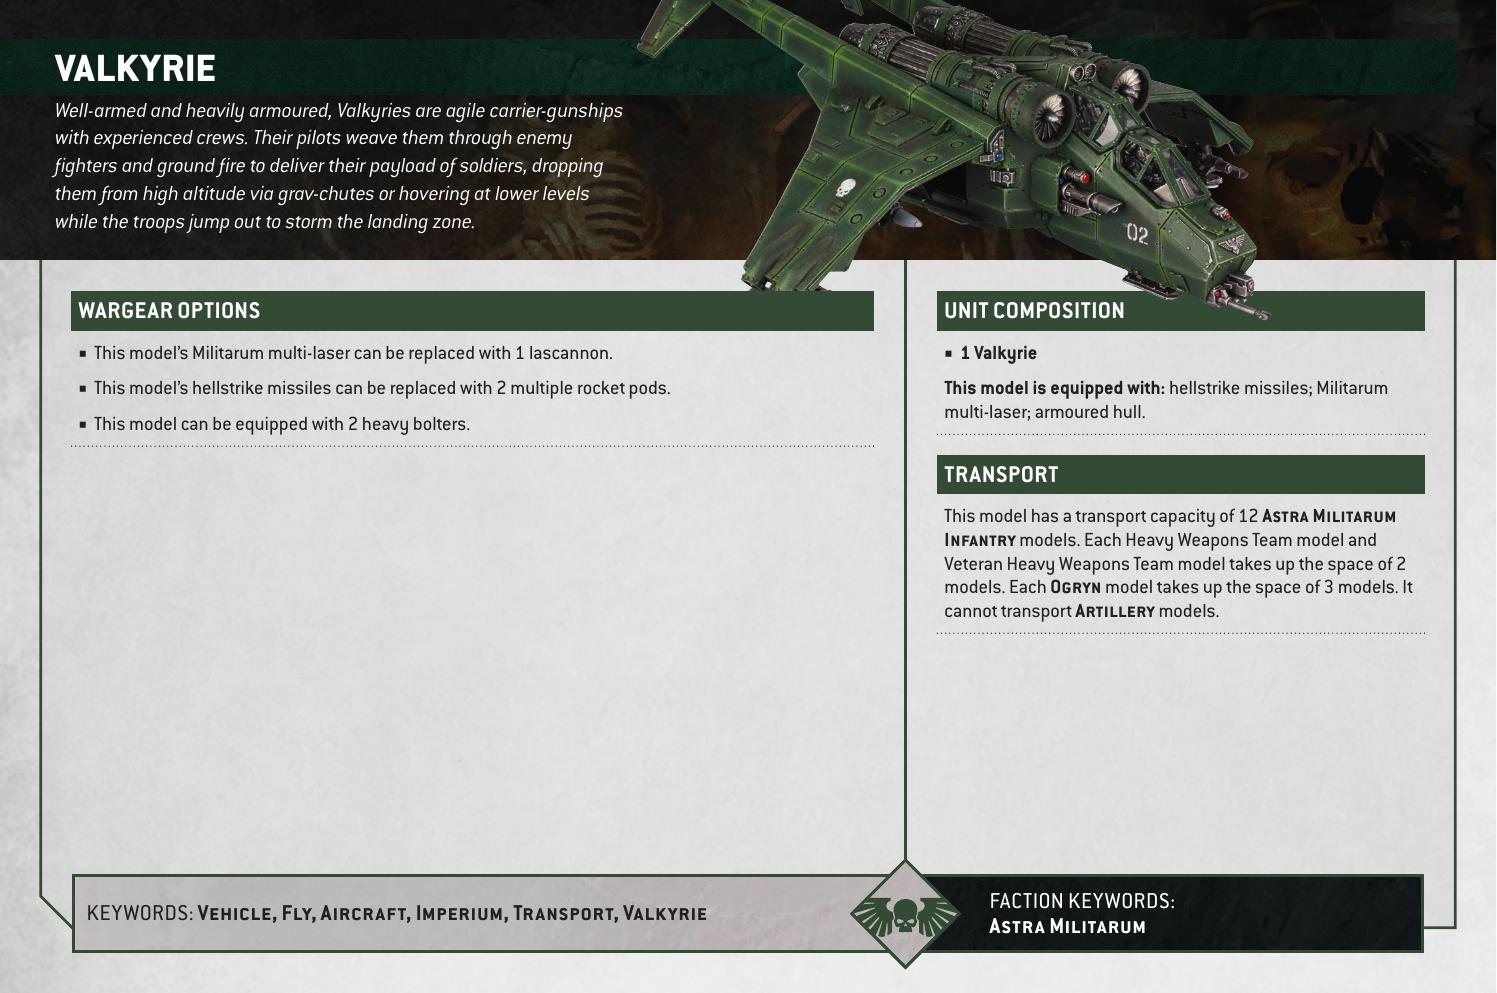 VALKYRIE
Well-armed and heavily armoured, Valkyries are agile carrier-gunships
with experienced crews. Their pilots weave them through enemy
fighters and ground fire to deliver their payload of soldiers, dropping
them from high altitude via grav-chutes or hovering at lower levels
while the troops jump out to storm the landing zone.
02
WARGEAR OPTIONS
▪ This model's Militarum multi-laser can be replaced with 1 lascannon.
▪ This model's hellstrike missiles can be replaced with 2 multiple rocket pods.
▪ This model can be equipped with 2 heavy bolters.
UNIT COMPOSITION
▪ 1 Valkyrie
This model is equipped with: hellstrike missiles; Militarum
multi-laser; armoured hull.
TRANSPORT
This model has a transport capacity of 12 Astra Militarum
Infantry models. Each Heavy Weapons Team model and
Veteran Heavy Weapons Team model takes up the space of 2
models. Each Ogryn model takes up the space of 3 models. It
cannot transport Artillery models.
KEYWORDS: Vehicle, Fly, Aircraft, Imperium, Transport, Valkyrie
FACTION KEYWORDS:
Astra Militarum